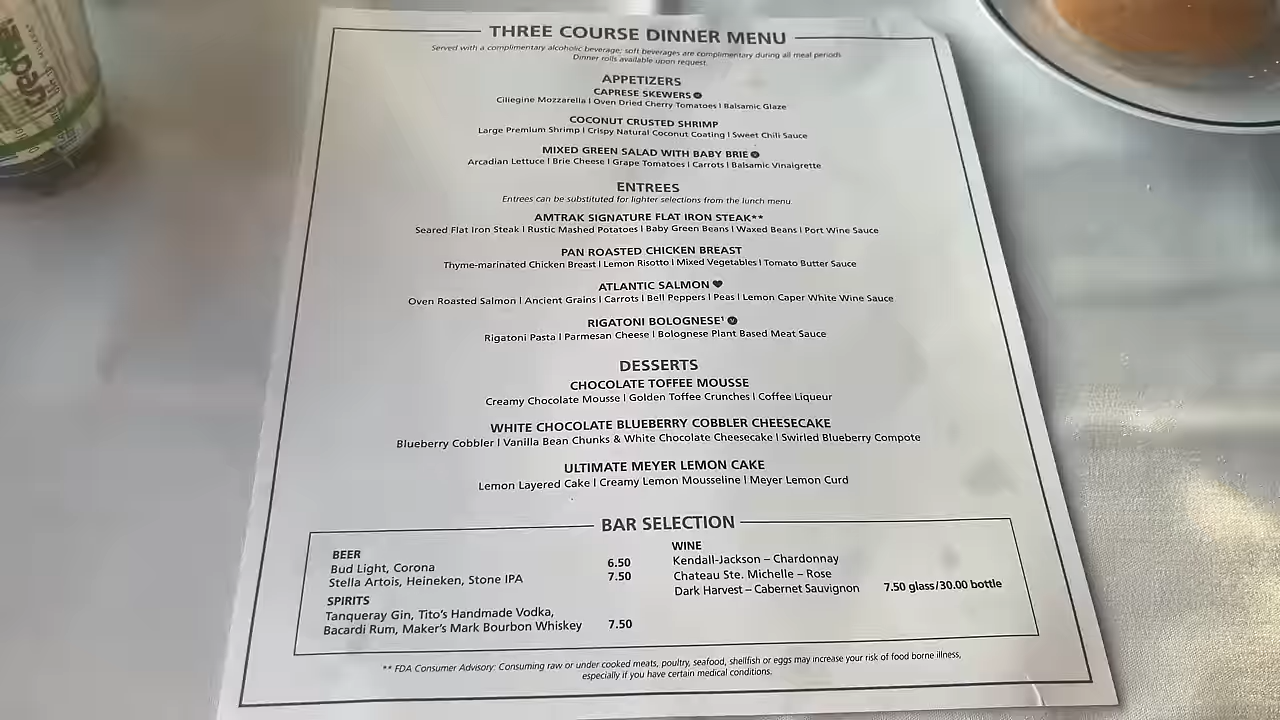 THREE COURSE DINNER MENU
Served with a complimentary alcoholic beverage; soft beverages are complimentary during all meal periods
Dinner rolls available upon request.
APPETIZERS
CAPRESE SKEWERS
Ciliegine Mozzarella | Oven Dried Cherry Tomatoes | Balsamic Glaze
COCONUT CRUSTED SHRIMP
Large Premium Shrimp | Crispy Natural Coconut Coating | Sweet Chili Sauce
MIXED GREEN SALAD WITH BABY BRIE
Arcadian Lettuce | Brie Cheese | Grape Tomatoes | Carrots | Balsamic Vinaigrette
ENTREES
Entrees can be substituted for lighter selections from the lunch menu.
AMTRAK SIGNATURE FLAT IRON STEAK**
Seared Flat Iron Steak | Rustic Mashed Potatoes | Baby Green Beans | Waxed Beans | Port Wine Sauce
PAN ROASTED CHICKEN BREAST
Thyme-marinated Chicken Breast | Lemon Risotto | Mixed Vegetables | Tomato Butter Sauce
ATLANTIC SALMON ♥
Oven Roasted Salmon | Ancient Grains | Carrots | Bell Peppers | Peas | Lemon Caper White Wine Sauce
RIGATONI BOLOGNESE¹ V
Rigatoni Pasta | Parmesan Cheese | Bolognese Plant Based Meat Sauce
DESSERTS
CHOCOLATE TOFFEE MOUSSE
Creamy Chocolate Mousse | Golden Toffee Crunches | Coffee Liqueur
WHITE CHOCOLATE BLUEBERRY COBBLER CHEESECAKE
Blueberry Cobbler | Vanilla Bean Chunks & White Chocolate Cheesecake | Swirled Blueberry Compote
ULTIMATE MEYER LEMON CAKE
Lemon Layered Cake | Creamy Lemon Mousseline | Meyer Lemon Curd
BAR SELECTION
BEER
Bud Light, Corona 6.50
Stella Artois, Heineken, Stone IPA 7.50
SPIRITS
Tanqueray Gin, Tito's Handmade Vodka,
Bacardi Rum, Maker's Mark Bourbon Whiskey 7.50
WINE
Kendall-Jackson – Chardonnay
Chateau Ste. Michelle – Rose
Dark Harvest – Cabernet Sauvignon 7.50 glass/30.00 bottle
** FDA Consumer Advisory: Consuming raw or under cooked meats, poultry, seafood, shellfish or eggs may increase your risk of food borne illness,
especially if you have certain medical conditions.